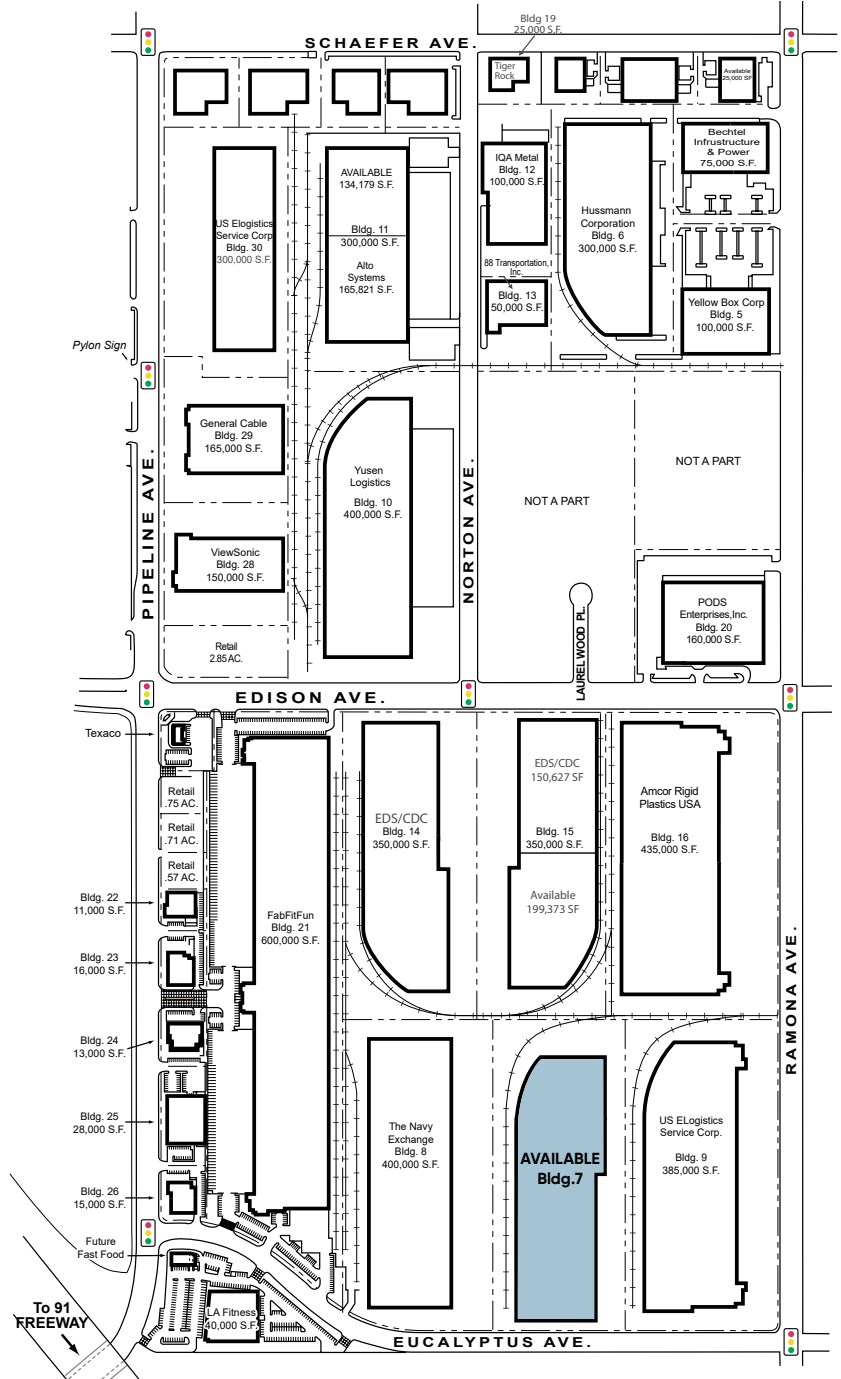 Bldg 19
25,000 S.F.
SCHAEFER AVE.
Tiger
Rock
Available
25,000 SF
Bechtel
Infrustructure
& Power
75,000 S.F.
AVAILABLE
134,179 S.F.
Bldg. 11
300,000 S.F.
Alto
Systems
165,821 S.F.
IQA Metal
Bldg. 12
100,000 S.F.
Hussmann
Corporation
Bldg. 6
300,000 S.F.
US Elogistics
Service Corp
Bldg. 30
300,000 S.F.
88 Transportation,
Inc.
Bldg. 13
50,000 S.F.
Yellow Box Corp
Bldg. 5
100,000 S.F.
Pylon Sign
General Cable
Bldg. 29
165,000 S.F.
Yusen
Logistics
Bldg. 10
400,000 S.F.
NOT A PART
NOT A PART
PIPELINE AVE.
NORTON AVE.
ViewSonic
Bldg. 28
150,000 S.F.
Retail
2.85 AC.
LAURELWOOD PL.
PODS
Enterprises,Inc.
Bldg. 20
160,000 S.F.
EDISON AVE.
Texaco
Retail
.75 AC.
Retail
.71 AC.
Retail
.57 AC.
EDS/CDC
Bldg. 14
350,000 S.F.
EDS/CDC
150,627 SF
Bldg. 15
350,000 S.F.
Available
199,373 SF
Amcor Rigid
Plastics USA
Bldg. 16
435,000 S.F.
Bldg. 22
11,000 S.F.
FabFitFun
Bldg. 21
600,000 S.F.
Bldg. 23
16,000 S.F.
RAMONA AVE.
Bldg. 24
13,000 S.F.
Bldg. 25
28,000 S.F.
The Navy
Exchange
Bldg. 8
400,000 S.F.
AVAILABLE
Bldg.7
US ELogistics
Service Corp.
Bldg. 9
385,000 S.F.
Bldg. 26
15,000 S.F.
Future
Fast Food
To 91
FREEWAY
LA Fitness
40,000 S.F.
EUCALYPTUS AVE.